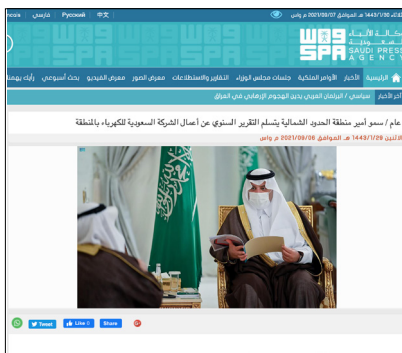 ncais فارسي Русский 中文
الثلاثاء 1443/1/30 هـ الموافق 2021/09/07 م واس
وكالة الأنباء السعودية
SPA SAUDI PRESS AGENCY
الرئيسية الأخبار الأوامر الملكية جلسات مجلس الوزراء التقارير والاستطلاعات معرض الصور معرض الفيديو بحث أسبوعي رأيك يهمنا
آخر الأخبار سياسي / البرلمان العربي يدين الهجوم الإرهابي في العراق
عام / سمو أمير منطقة الحدود الشمالية يتسلم التقرير السنوي عن أعمال الشركة السعودية للكهرباء بالمنطقة
الاثنين 1443/1/29 هـ الموافق 2021/09/06 م واس
Tweet Like 0 Share